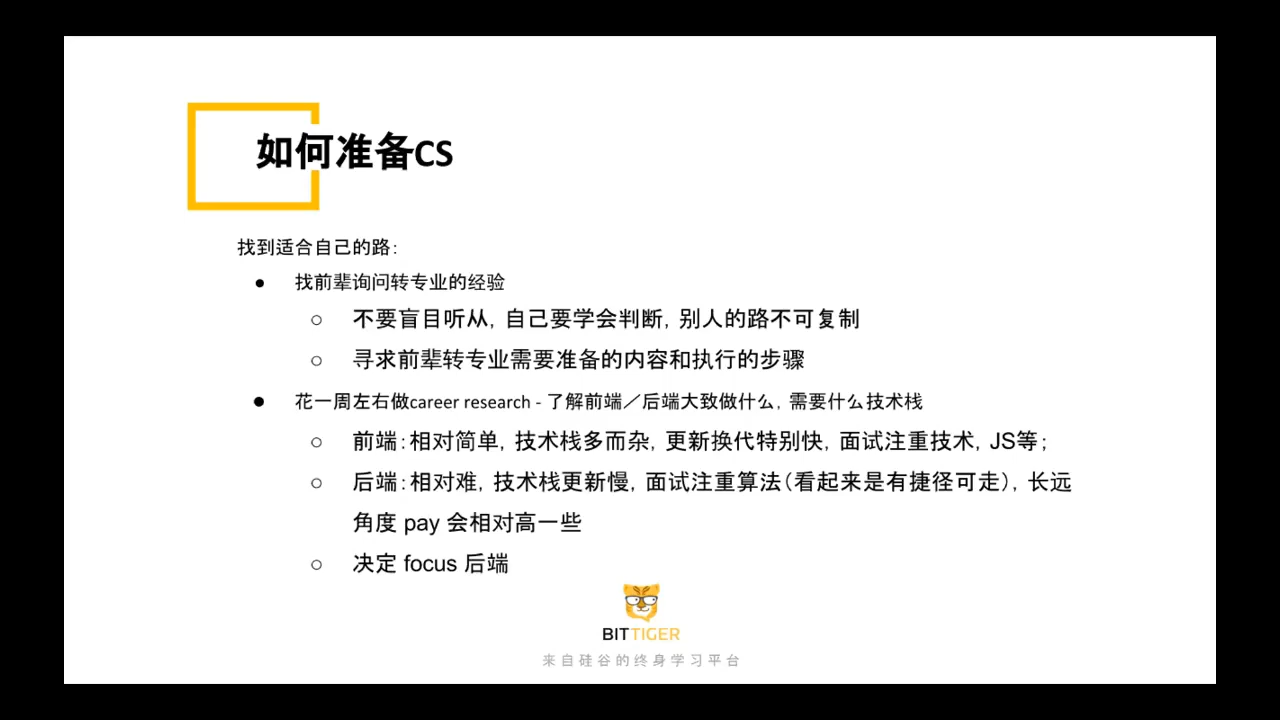 如何准备CS
找到适合自己的路：
● 找前辈询问转专业的经验
○ 不要盲目听从，自己要学会判断，别人的路不可复制
○ 寻求前辈转专业需要准备的内容和执行的步骤
● 花一周左右做career research - 了解前端／后端大致做什么，需要什么技术栈
○ 前端：相对简单，技术栈多而杂，更新换代特别快，面试注重技术，JS等；
○ 后端：相对难，技术栈更新慢，面试注重算法（看起来是有捷径可走），长远
角度 pay 会相对高一些
○ 决定 focus 后端
BITTIGER
来自硅谷的终身学习平台